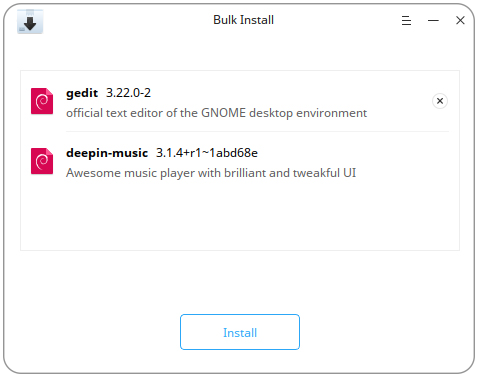 Bulk Install
gedit 3.22.0-2
official text editor of the GNOME desktop environment
deepin-music 3.1.4+r1~1abd68e
Awesome music player with brilliant and tweakful UI
Install